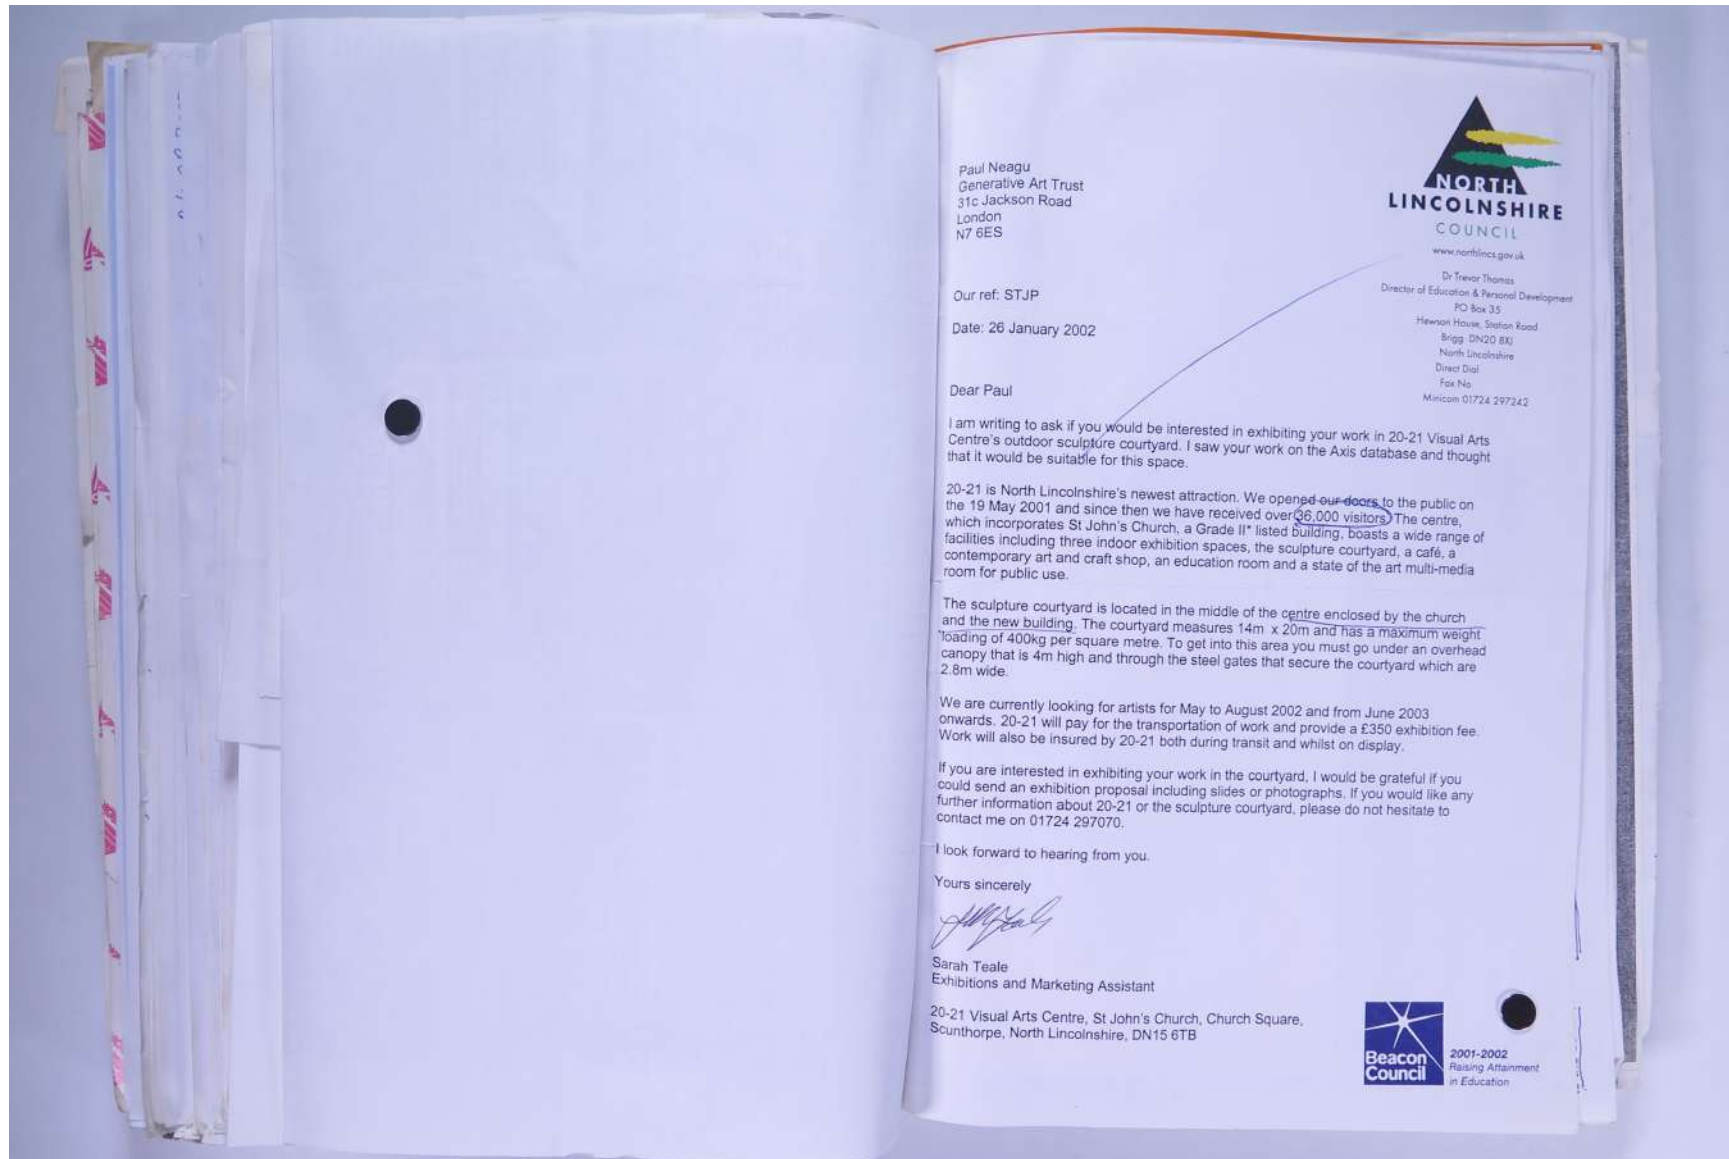 Paul Neagu
Generative Art Trust
31c Jackson Road
London
N7 6ES
NORTH
LINCOLNSHIRE
COUNCIL
www.northlincs.gov.uk
Dr Trevor Thomas
Director of Education & Personal Development
PO Box 35
Hewson House, Station Road
Brigg DN20 8XJ
North Lincolnshire
Direct Dial
Fax No
Minicom 01724 297242
Our ref: STJP
Date: 26 January 2002
Dear Paul
I am writing to ask if you would be interested in exhibiting your work in 20-21 Visual Arts
Centre's outdoor sculpture courtyard. I saw your work on the Axis database and thought
that it would be suitable for this space.
20-21 is North Lincolnshire's newest attraction. We opened our doors to the public on
the 19 May 2001 and since then we have received over 36,000 visitors. The centre,
which incorporates St John's Church, a Grade II* listed building, boasts a wide range of
facilities including three indoor exhibition spaces, the sculpture courtyard, a café, a
contemporary art and craft shop, an education room and a state of the art multi-media
room for public use.
The sculpture courtyard is located in the middle of the centre enclosed by the church
and the new building. The courtyard measures 14m x 20m and has a maximum weight
loading of 400kg per square metre. To get into this area you must go under an overhead
canopy that is 4m high and through the steel gates that secure the courtyard which are
2.8m wide.
We are currently looking for artists for May to August 2002 and from June 2003
onwards. 20-21 will pay for the transportation of work and provide a £350 exhibition fee.
Work will also be insured by 20-21 both during transit and whilst on display.
If you are interested in exhibiting your work in the courtyard, I would be grateful if you
could send an exhibition proposal including slides or photographs. If you would like any
further information about 20-21 or the sculpture courtyard, please do not hesitate to
contact me on 01724 297070.
I look forward to hearing from you.
Yours sincerely
Sarah Teale
Exhibitions and Marketing Assistant
20-21 Visual Arts Centre, St John's Church, Church Square,
Scunthorpe, North Lincolnshire, DN15 6TB
Beacon
Council
2001-2002
Raising Attainment
in Education